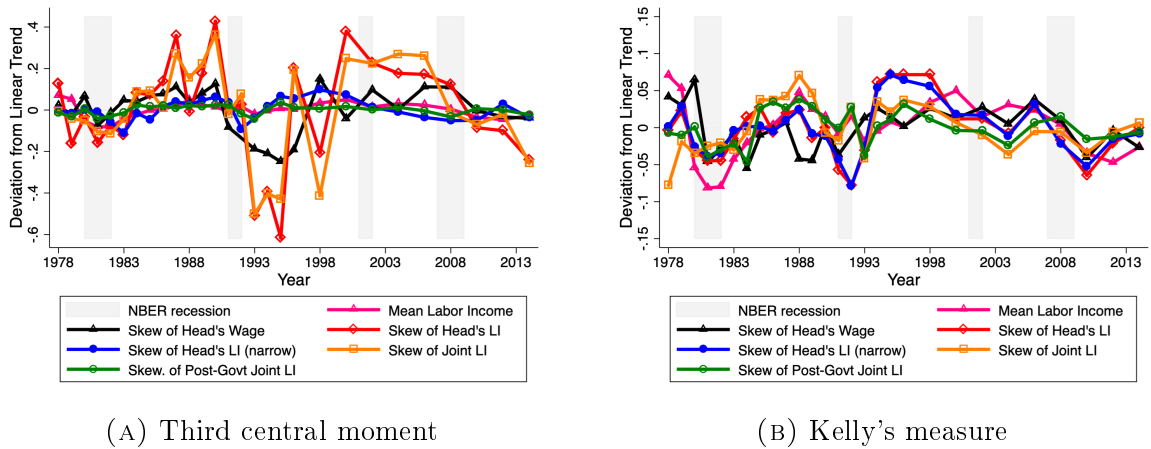 Deviation from Linear Trend
.4
.2
0
-.2
-.4
-.6
1978 1983 1988 1993 1998 2003 2008 2013
Year
NBER recession Mean Labor Income
Skew of Head's Wage Skew of Head's LI
Skew of Head's LI (narrow) Skew of Joint LI
Skew. of Post-Govt Joint LI
(A) Third central moment
Deviation from Linear Trend
.15
.1
.05
0
-.05
-.1
-.15
1978 1983 1988 1993 1998 2003 2008 2013
Year
NBER recession Mean Labor Income
Skew of Head's Wage Skew of Head's LI
Skew of Head's LI (narrow) Skew of Joint LI
Skew of Post-Govt Joint LI
(B) Kelly's measure